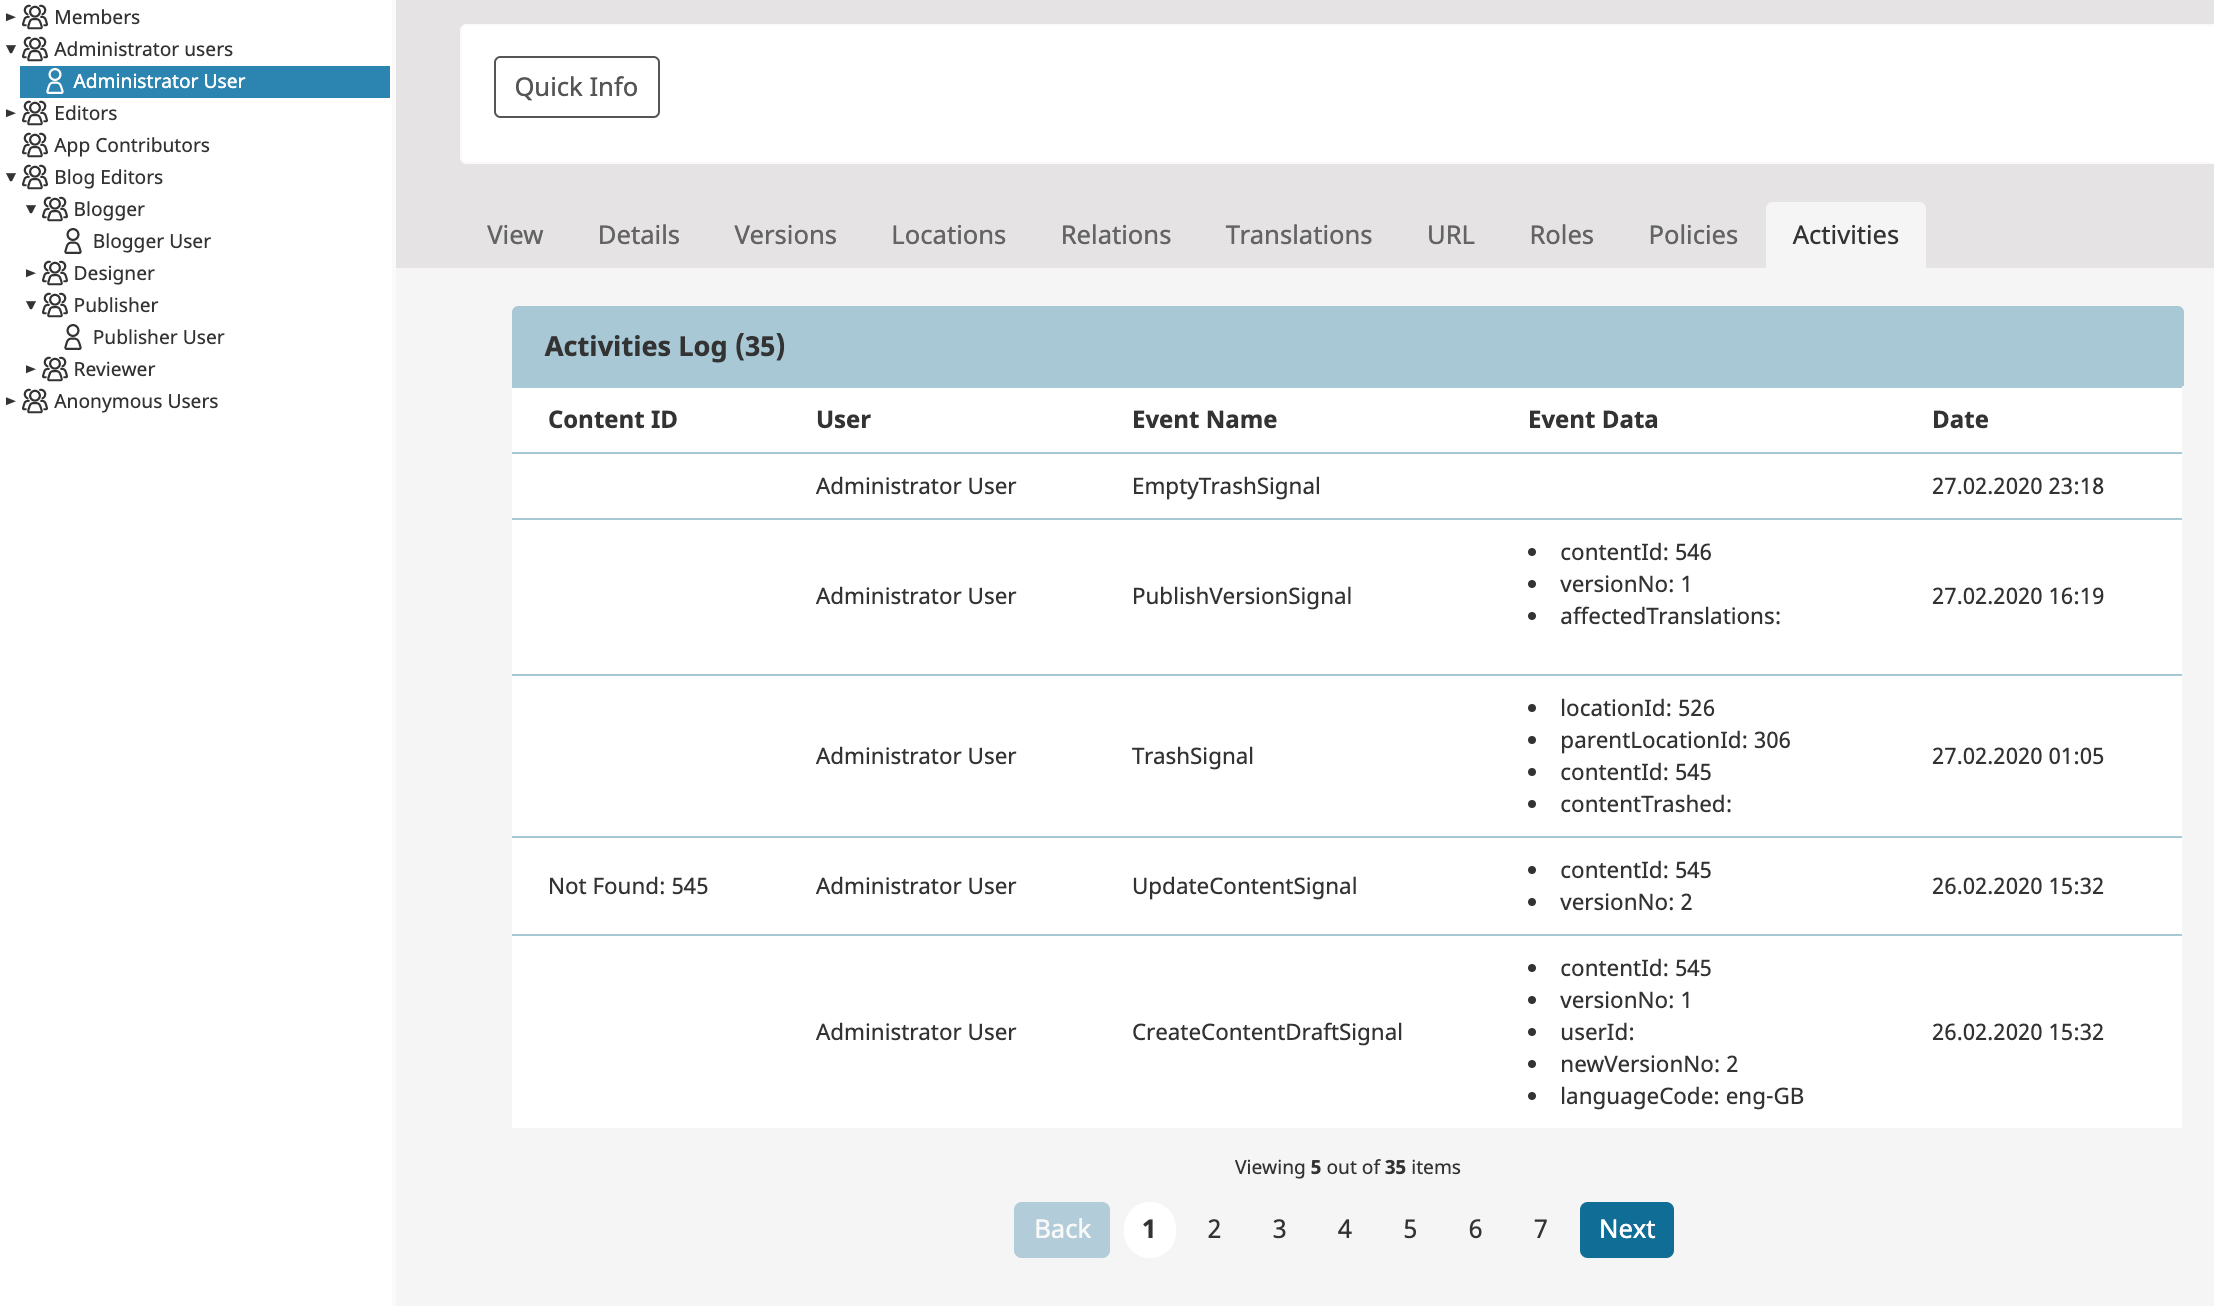 Members
Administrator users
Administrator User
Editors
App Contributors
Blog Editors
Blogger
Blogger User
Designer
Publisher
Publisher User
Reviewer
Anonymous Users
Quick Info
View Details Versions Locations Relations Translations URL Roles Policies Activities
Activities Log (35)
Content ID User Event Name Event Data Date
Administrator User EmptyTrashSignal 27.02.2020 23:18
• contentId: 546
• versionNo: 1
Administrator User PublishVersionSignal 27.02.2020 16:19
• affectedTranslations:
• locationId: 526
• parentLocationId: 306
Administrator User TrashSignal 27.02.2020 01:05
• contentId: 545
• contentTrashed:
• contentId: 545
Not Found: 545 Administrator User UpdateContentSignal 26.02.2020 15:32
• versionNo: 2
• contentId: 545
• versionNo: 1
Administrator User CreateContentDraftSignal • userId: 26.02.2020 15:32
• newVersionNo: 2
• languageCode: eng-GB
Viewing 5 out of 35 items
Back 1 2 3 4 5 6 7 Next